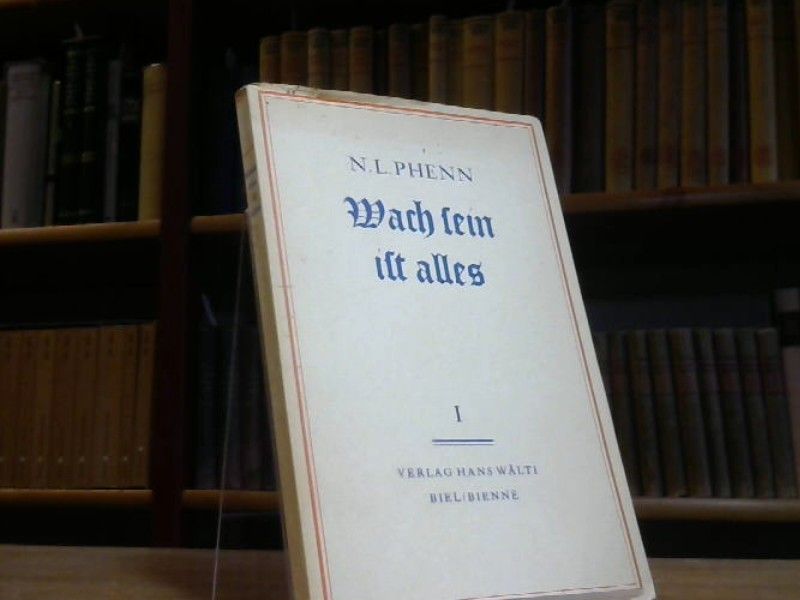 N. L. PHENN
Wach sein
ist alles
I
VERLAG HANS WÄLTI
BIEL/BIENNE